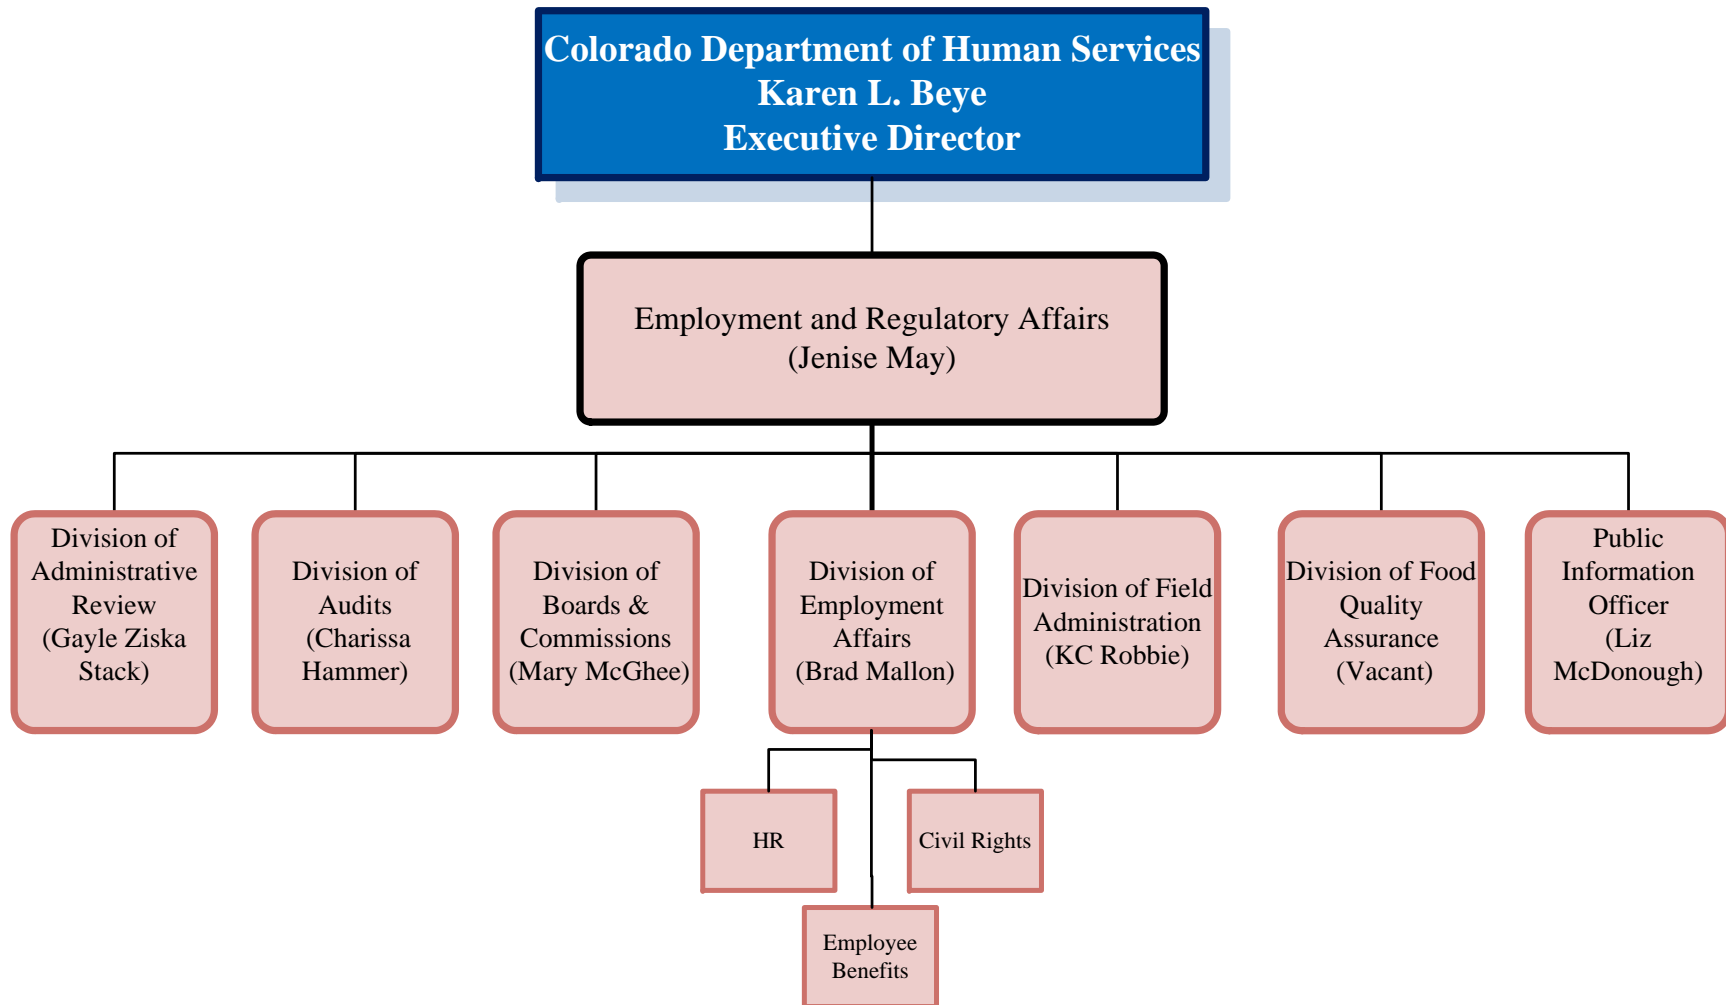 Colorado Department of Human Services
Karen L. Beye
Executive Director
Employment and Regulatory Affairs
(Jenise May)
Division of
Administrative
Review
(Gayle Ziska
Stack)
Division of
Audits
(Charissa
Hammer)
Division of
Boards &
Commissions
(Mary McGhee)
Division of
Employment
Affairs
(Brad Mallon)
Division of Field
Administration
(KC Robbie)
Division of Food
Quality
Assurance
(Vacant)
Public
Information
Officer
(Liz
McDonough)
HR
Civil Rights
Employee
Benefits